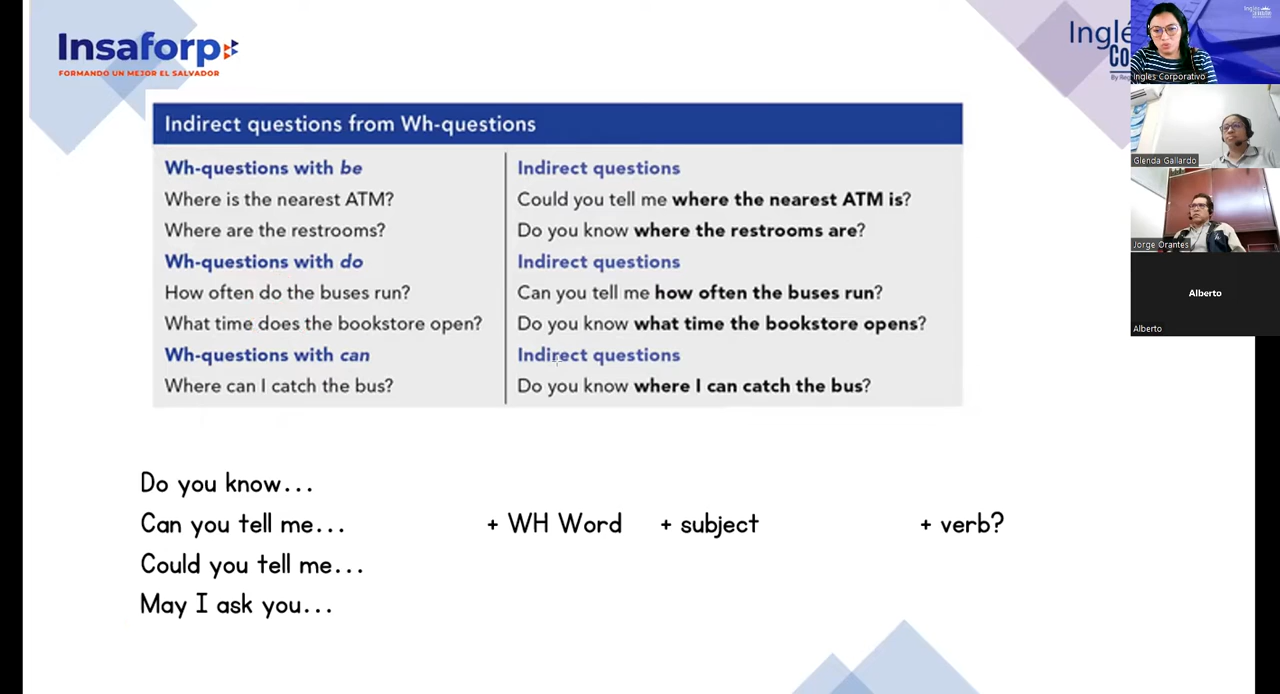 Insaforp
FORMANDO UN MEJOR EL SALVADOR
Indirect questions from Wh-questions
Wh-questions with be
Where is the nearest ATM?
Where are the restrooms?
Wh-questions with do
How often do the buses run?
What time does the bookstore open?
Wh-questions with can
Where can I catch the bus?
Indirect questions
Could you tell me where the nearest ATM is?
Do you know where the restrooms are?
Indirect questions
Can you tell me how often the buses run?
Do you know what time the bookstore opens?
Indirect questions
Do you know where I can catch the bus?
Do you know...
Can you tell me... + WH Word + subject + verb?
Could you tell me...
May I ask you...
Ingles Corporativo
Glenda Gallardo
Jorge Orantes
Alberto
Alberto